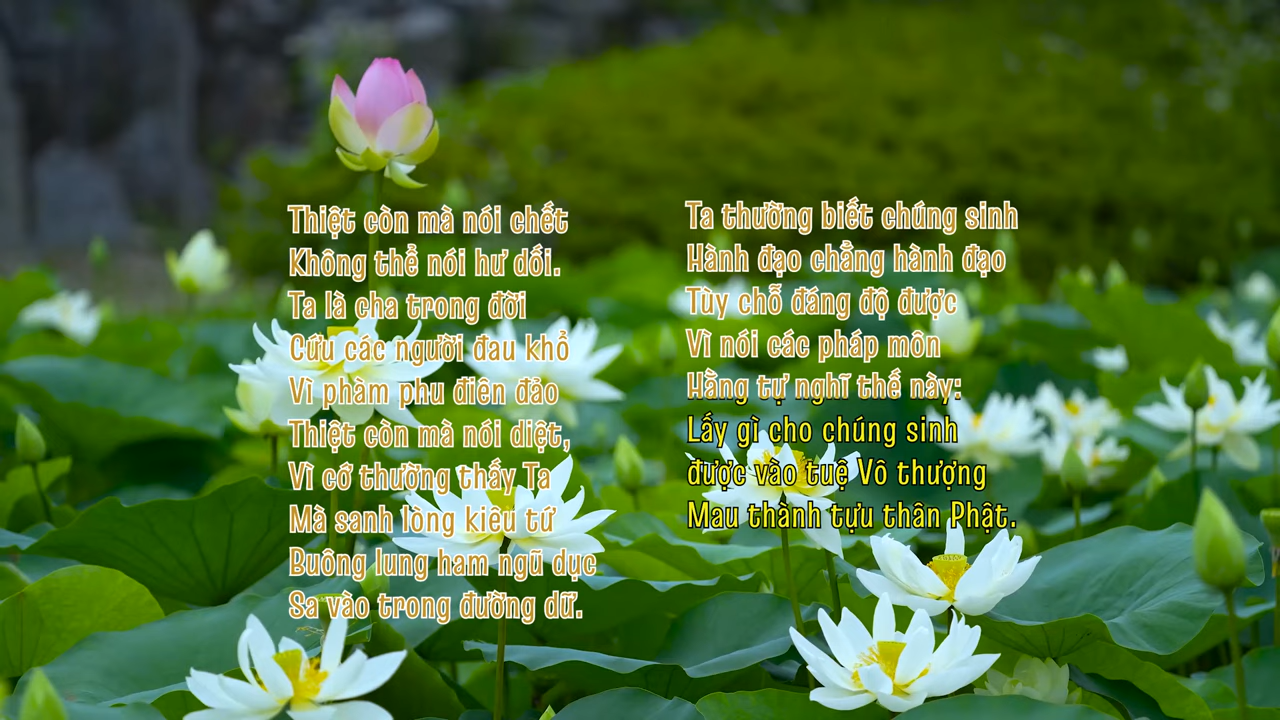 Thiệt còn mà nói chết
Không thể nói hư dối.
Ta là cha trong đời
Cứu các người đau khổ
Vì phàm phu điên đảo
Thiệt còn mà nói diệt,
Vì cớ thường thấy Ta
Mà sanh lòng kiêu tứ
Buông lung ham ngũ dục
Sa vào trong đường dữ.
Ta thường biết chúng sinh
Hành đạo chẳng hành đạo
Tùy chỗ đáng độ được
Vì nói các pháp môn
Hằng tự nghĩ thế này:
Lấy gì cho chúng sinh
được vào tuệ Vô thượng
Mau thành tựu thân Phật.